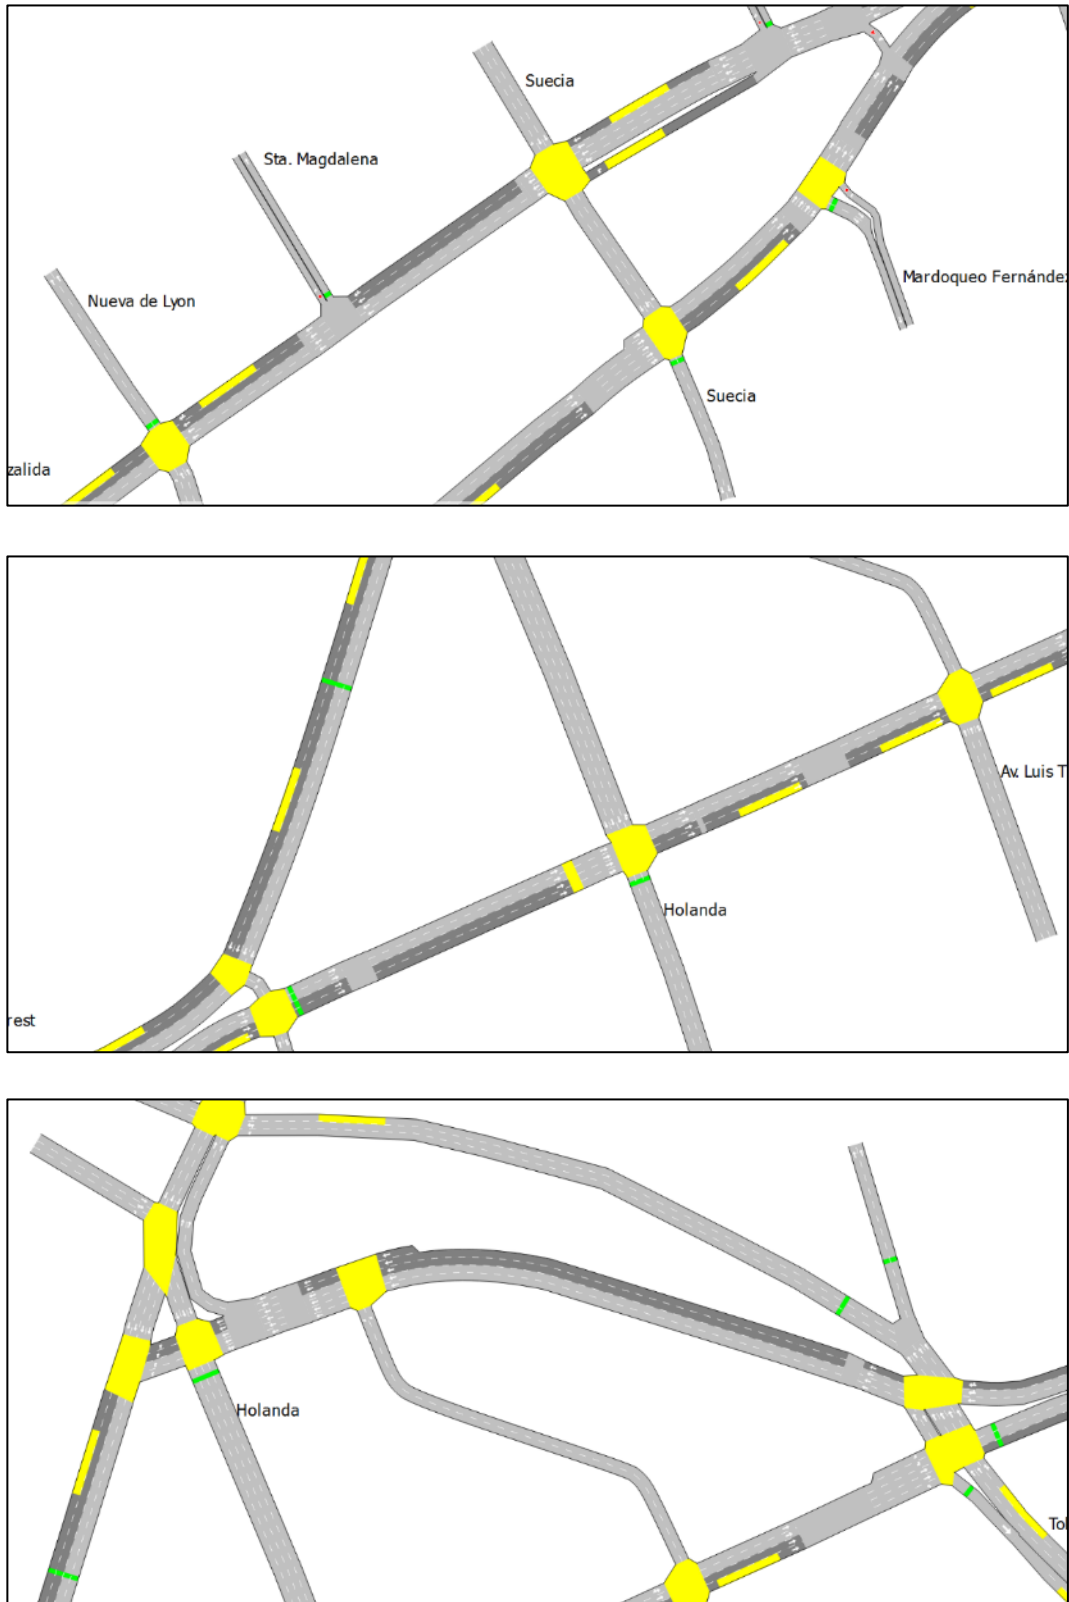 Suecia
Sta. Magdalena
Mardoqueo Fernández
Nueva de Lyon
Suecia
zalida
Av. Luis T
Holanda
rest
Holanda
Tol